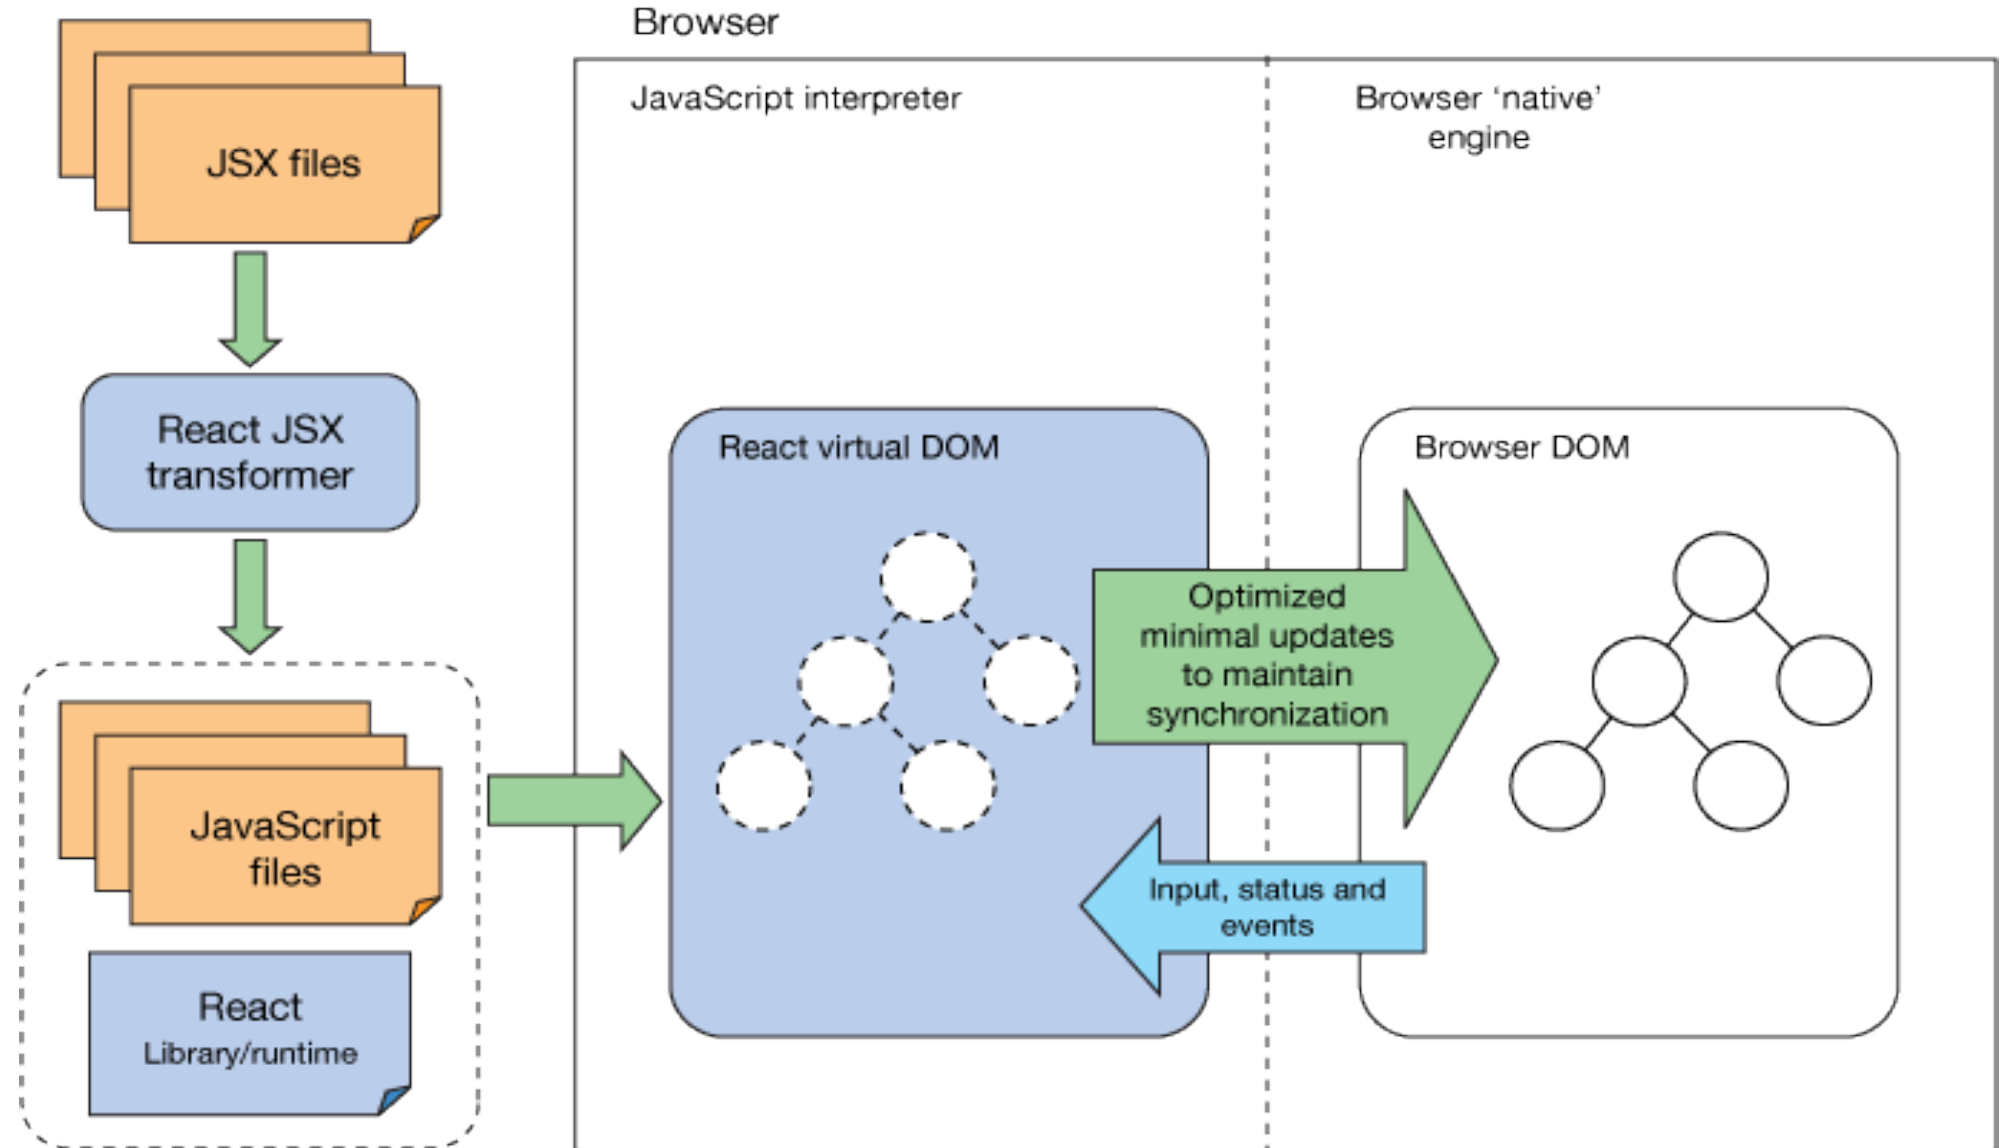 Browser
JSX files
JavaScript interpreter
Browser ‘native’
engine
React JSX
transformer
React virtual DOM
Browser DOM
Optimized
minimal updates
to maintain
synchronization
JavaScript
files
Input, status and
events
React
Library/runtime